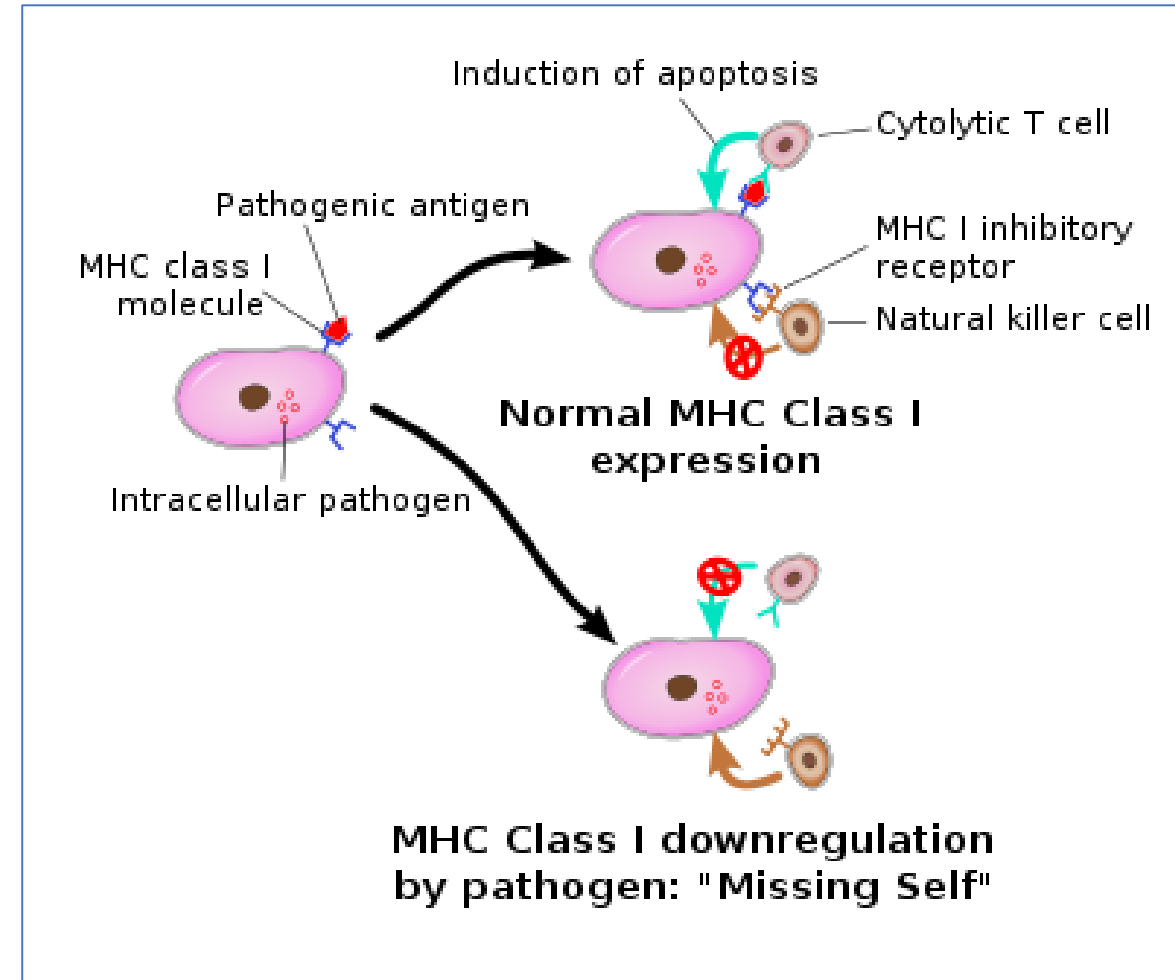 Induction of apoptosis
Cytolytic T cell
Pathogenic antigen
MHC I inhibitory
receptor
MHC class I
molecule
Natural killer cell
Normal MHC Class I
expression
Intracellular pathogen
MHC Class I downregulation
by pathogen: "Missing Self"